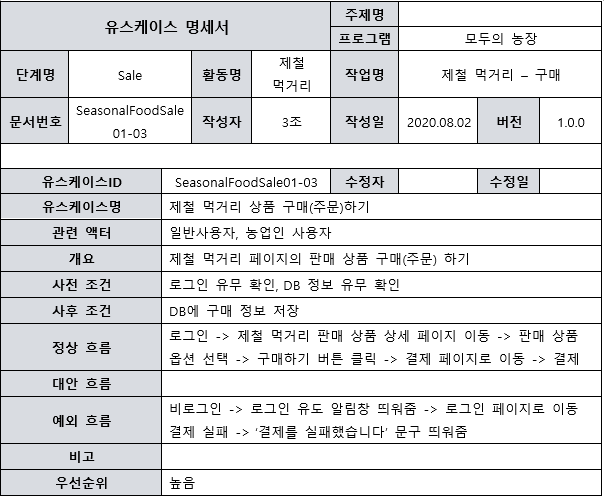 유스케이스 명세서
주제명
프로그램 모두의 농장
단계명 Sale 활동명 제철 먹거리 작업명 제철 먹거리 – 구매
문서번호 SeasonalFoodSale 01-03 작성자 3조 작성일 2020.08.02 버전 1.0.0
유스케이스ID SeasonalFoodSale01-03 수정자 수정일
유스케이스명 제철 먹거리 상품 구매(주문)하기
관련 액터 일반사용자, 농업인 사용자
개요 제철 먹거리 페이지의 판매 상품 구매(주문) 하기
사전 조건 로그인 유무 확인, DB 정보 유무 확인
사후 조건 DB에 구매 정보 저장
정상 흐름 로그인 -> 제철 먹거리 판매 상품 상세 페이지 이동 -> 판매 상품
옵션 선택 -> 구매하기 버튼 클릭 -> 결제 페이지로 이동 -> 결제
대안 흐름
예외 흐름 비로그인 -> 로그인 유도 알림창 띄워줌 -> 로그인 페이지로 이동
결제 실패 -> ‘결제를 실패했습니다’ 문구 띄워줌
비고
우선순위 높음